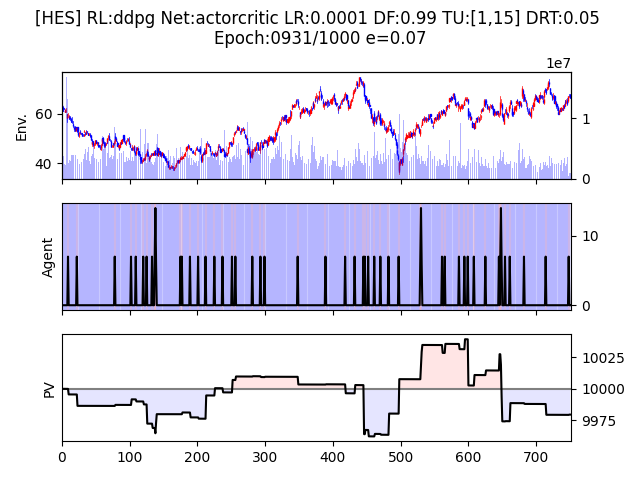 [HES] RL:ddpg Net:actorcritic LR:0.0001 DF:0.99 TU:[1,15] DRT:0.05
Epoch:0931/1000 e=0.07
1e7
Env.
60
40
1
0
Agent
10
0
PV
10025
10000
9975
0 100 200 300 400 500 600 700